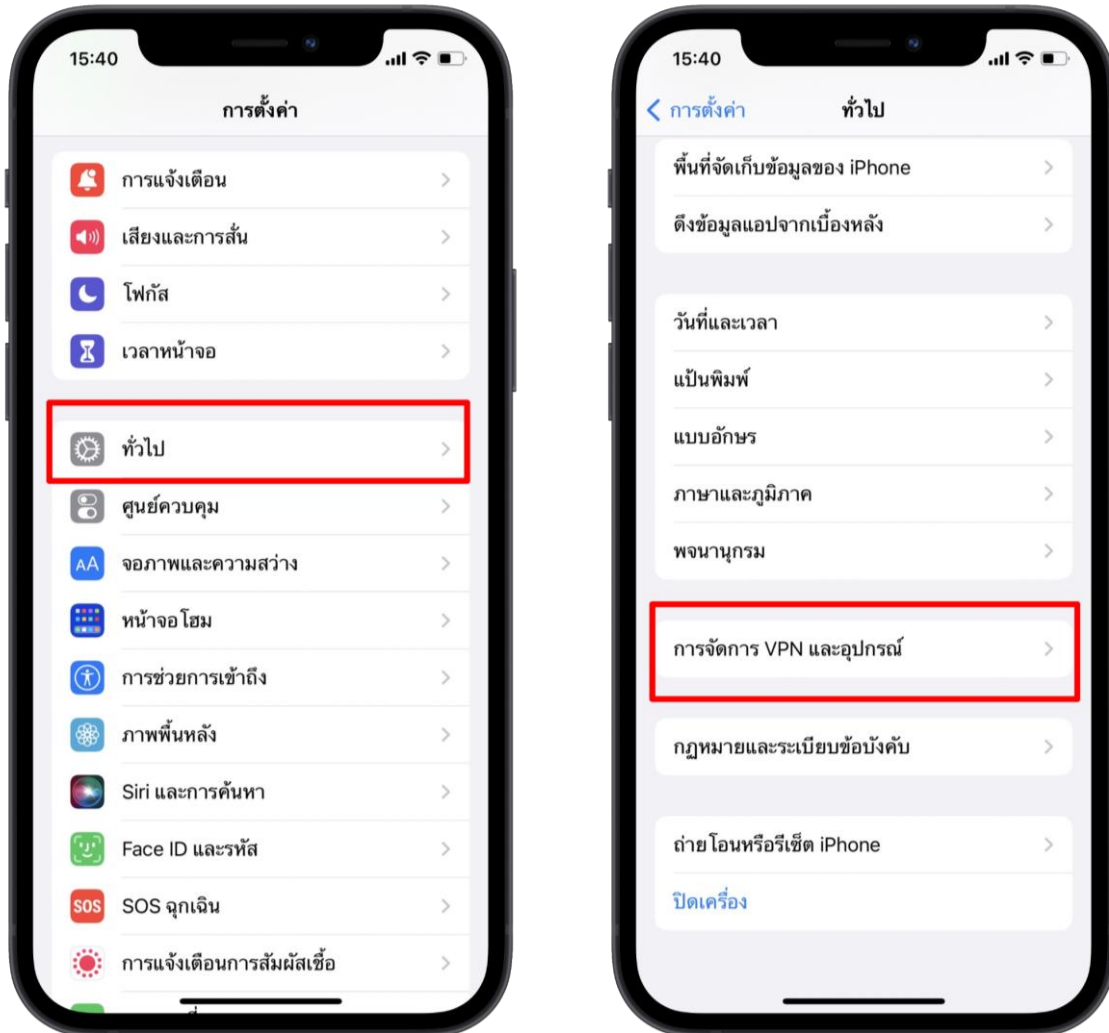 15:40
การตั้งค่า
การแจ้งเตือน
เสียงและการสั่น
โฟกัส
เวลาหน้าจอ
ทั่วไป
ศูนย์ควบคุม
AA จอภาพและความสว่าง
หน้าจอโฮม
การช่วยการเข้าถึง
ภาพพื้นหลัง
Siri และการค้นหา
Face ID และรหัส
SOS SOS ฉุกเฉิน
การแจ้งเตือนการสัมผัสเชื้อ
15:40
การตั้งค่า ทั่วไป
พื้นที่จัดเก็บข้อมูลของ iPhone
ดึงข้อมูลแอปจากเบื้องหลัง
วันที่และเวลา
แป้นพิมพ์
แบบอักษร
ภาษาและภูมิภาค
พจนานุกรม
การจัดการ VPN และอุปกรณ์
กฎหมายและระเบียบข้อบังคับ
ถ่ายโอนหรือรีเซ็ต iPhone
ปิดเครื่อง